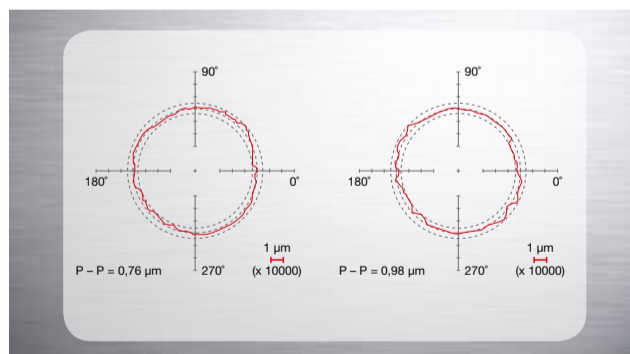 90°
180°
0°
1 µm
P – P = 0,76 µm
270°
(x 10000)
90°
180°
0°
1 µm
P – P = 0,98 µm
270°
(x 10000)